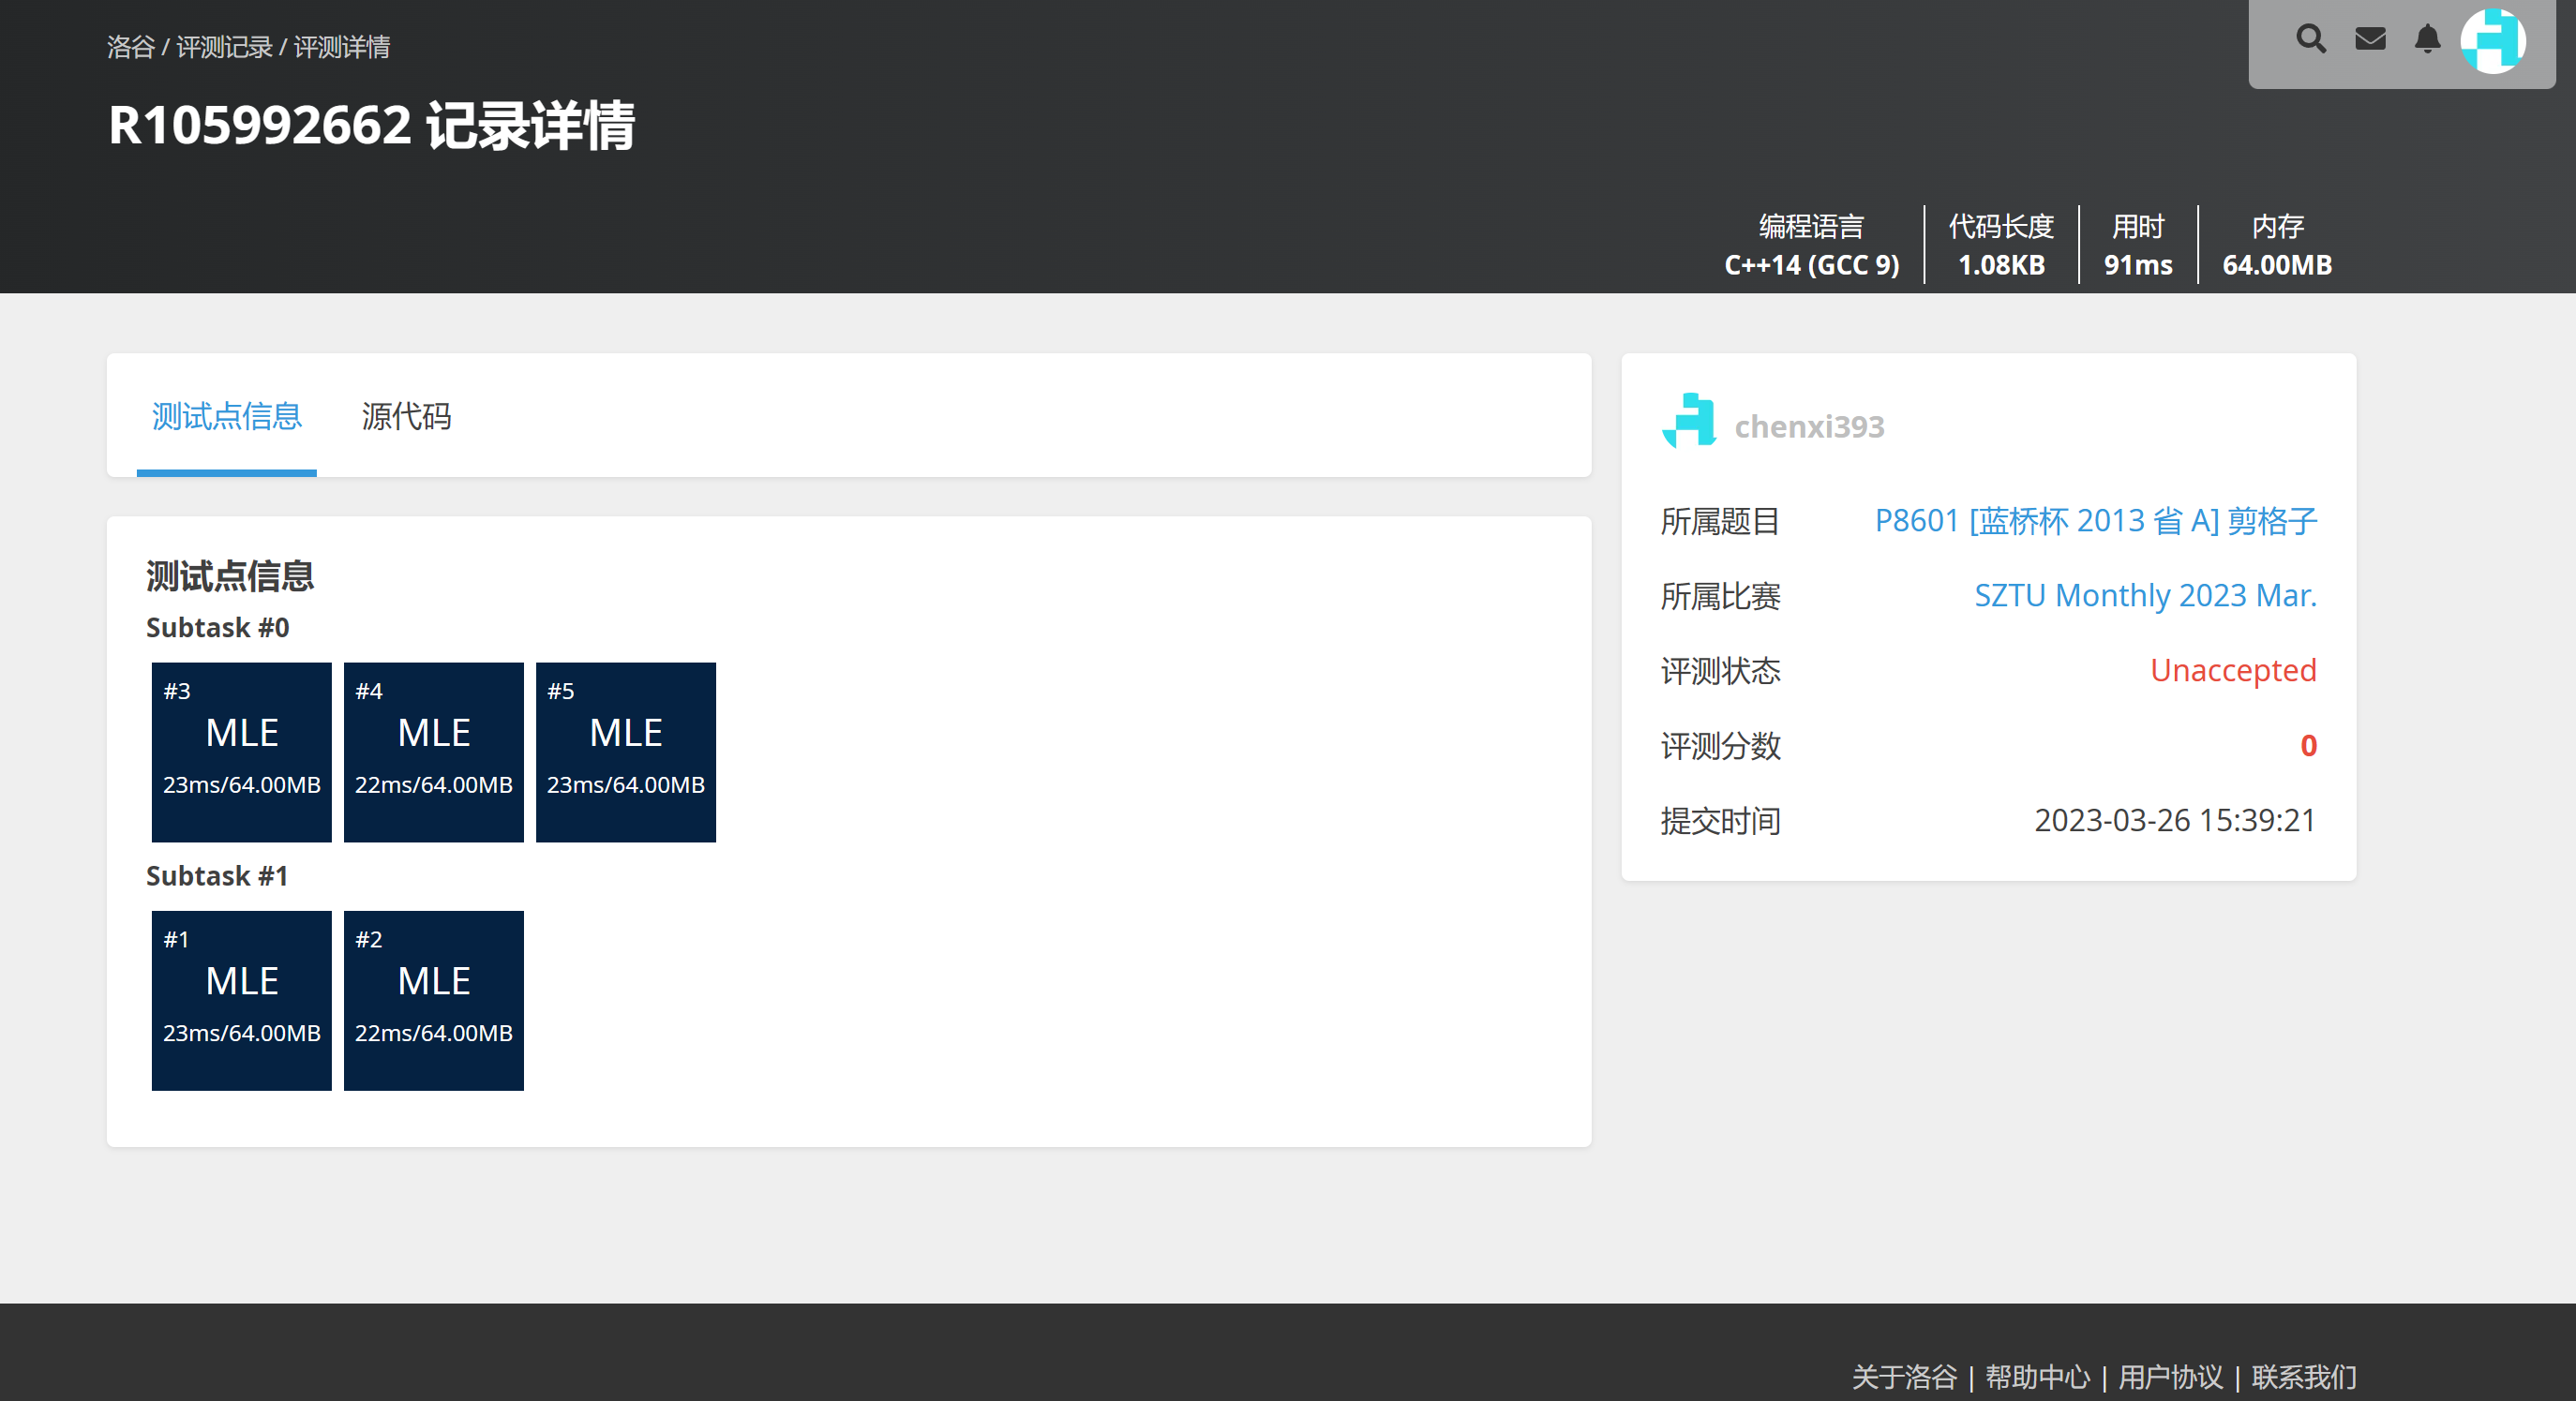 洛谷 / 评测记录 / 评测详情
R105992662 记录详情
编程语言 代码长度 用时 内存
C++14 (GCC 9) 1.08KB 91ms 64.00MB
测试点信息 源代码
测试点信息
Subtask #0
#3 #4 #5
MLE MLE MLE
23ms/64.00MB 22ms/64.00MB 23ms/64.00MB
Subtask #1
#1 #2
MLE MLE
23ms/64.00MB 22ms/64.00MB
chenxi393
所属题目 P8601 [蓝桥杯 2013 省 A] 剪格子
所属比赛 SZTU Monthly 2023 Mar.
评测状态 Unaccepted
评测分数 0
提交时间 2023-03-26 15:39:21
关于洛谷 | 帮助中心 | 用户协议 | 联系我们